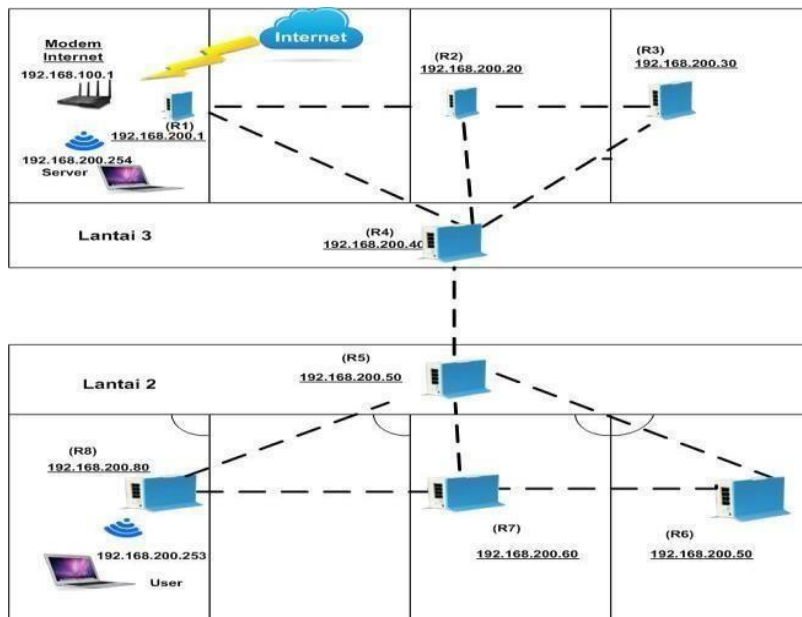 Modem
Internet
192.168.100.1
Internet
(R1)
192.168.200.1
192.168.200.254
Server
(R2)
192.168.200.20
(R3)
192.168.200.30
Lantai 3
(R4)
192.168.200.40
Lantai 2
(R5)
192.168.200.50
(R8)
192.168.200.80
192.168.200.253
User
(R7)
192.168.200.60
(R6)
192.168.200.50